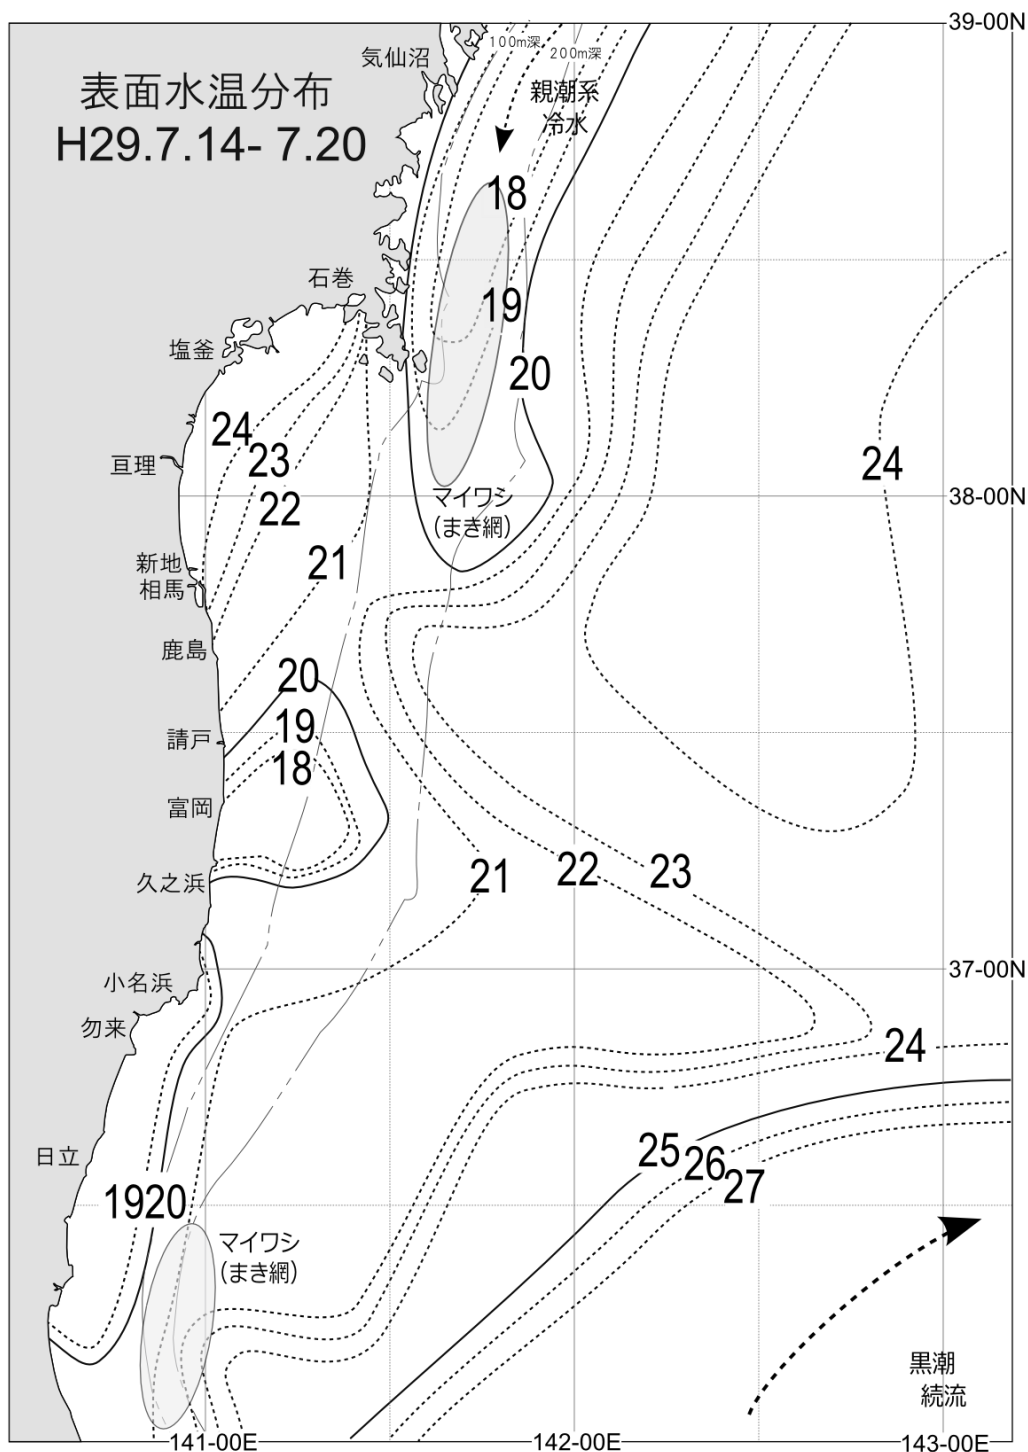 39-00N
100m深
気仙沼
200m深
表面水温分布
H29.7.14- 7.20
親潮系
冷水
18
石巻
19
塩釜
20
24
23
亘理
24
22
マイワシ
(まき網)
38-00N
新地
21
相馬
鹿島
20
19
請戸
18
富岡
久之浜
21
22
23
37-00N
小名浜
勿来
24
日立
25
26
27
19
20
マイワシ
(まき網)
黒潮
続流
141-00E
142-00E
143-00E